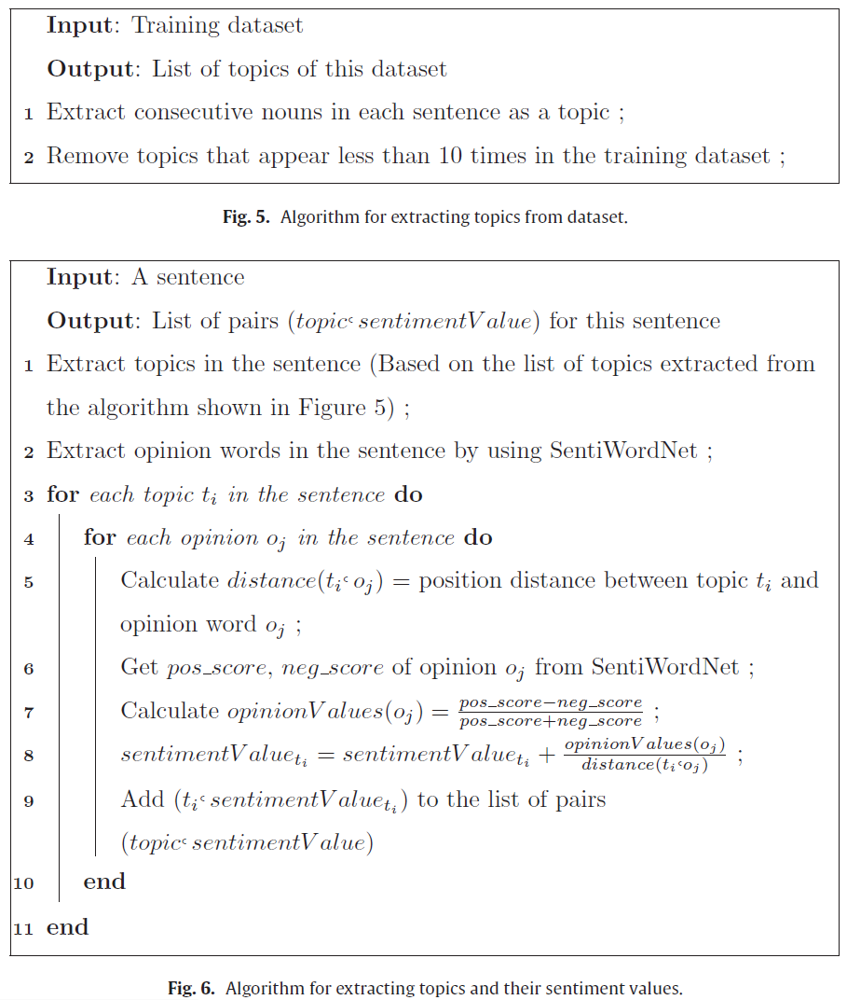 Input: Training dataset
Output: List of topics of this dataset
1 Extract consecutive nouns in each sentence as a topic ;
2 Remove topics that appear less than 10 times in the training dataset ;
Fig. 5. Algorithm for extracting topics from dataset.
Input: A sentence
Output: List of pairs (topic‘ sentimentValue) for this sentence
1 Extract topics in the sentence (Based on the list of topics extracted from
the algorithm shown in Figure 5) ;
2 Extract opinion words in the sentence by using SentiWordNet ;
3 for each topic t_i in the sentence do
4 for each opinion o_j in the sentence do
5 Calculate distance(t_i‘ o_j) = position distance between topic t_i and
opinion word o_j ;
6 Get pos_score, neg_score of opinion o_j from SentiWordNet ;
7 Calculate opinionValues(o_j) = \frac{pos_score−neg_score}{pos_score+neg_score} ;
8 sentimentValue_{t_i} = sentimentValue_{t_i} + \frac{opinionValues(o_j)}{distance(t_i‘o_j)} ;
9 Add (t_i‘ sentimentValue_{t_i}) to the list of pairs
(topic‘ sentimentValue)
10 end
11 end
Fig. 6. Algorithm for extracting topics and their sentiment values.